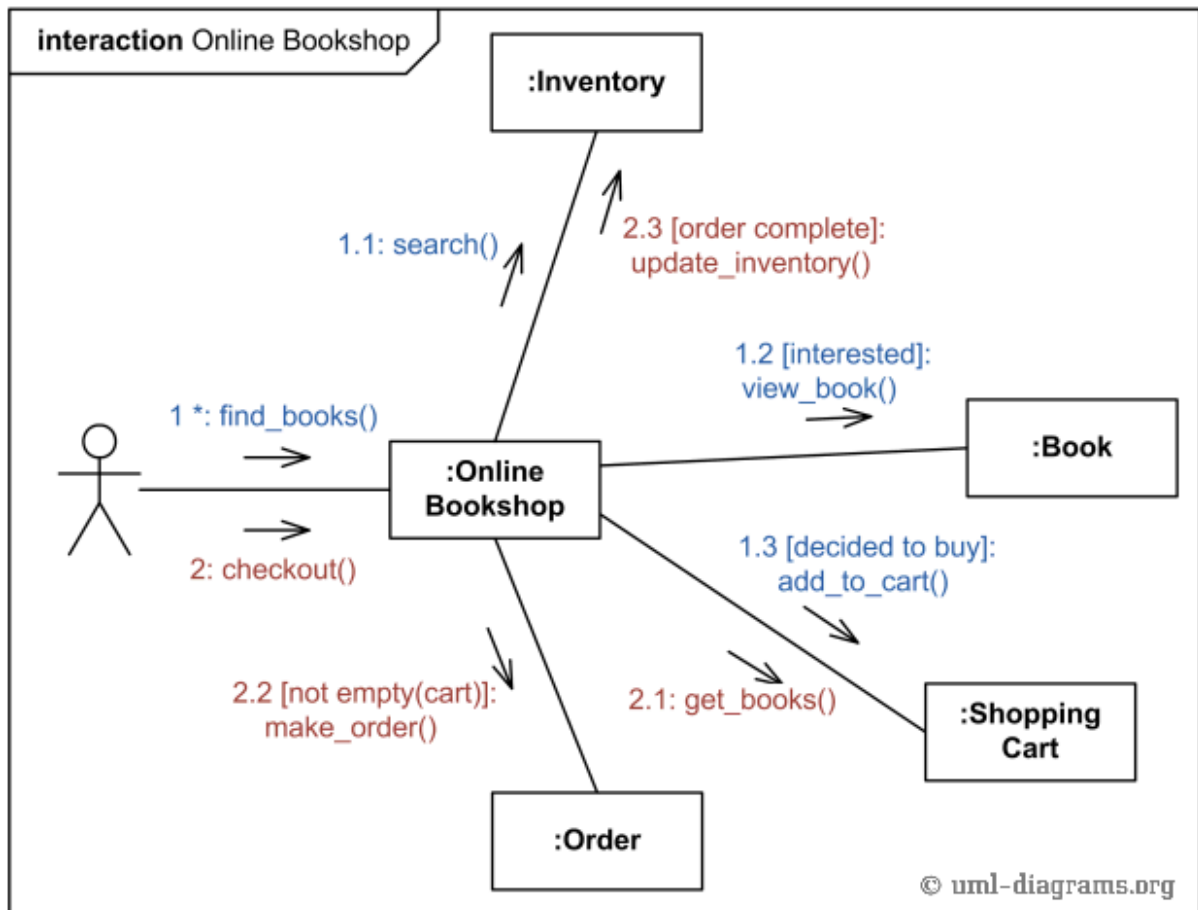 interaction Online Bookshop
:Inventory
1.1: search()
2.3 [order complete]:
update_inventory()
1.2 [interested]:
view_book()
1 *: find_books()
:Online
Bookshop
:Book
2: checkout()
1.3 [decided to buy]:
add_to_cart()
2.2 [not empty(cart)]:
make_order()
2.1: get_books()
:Shopping
Cart
:Order
© uml-diagrams.org